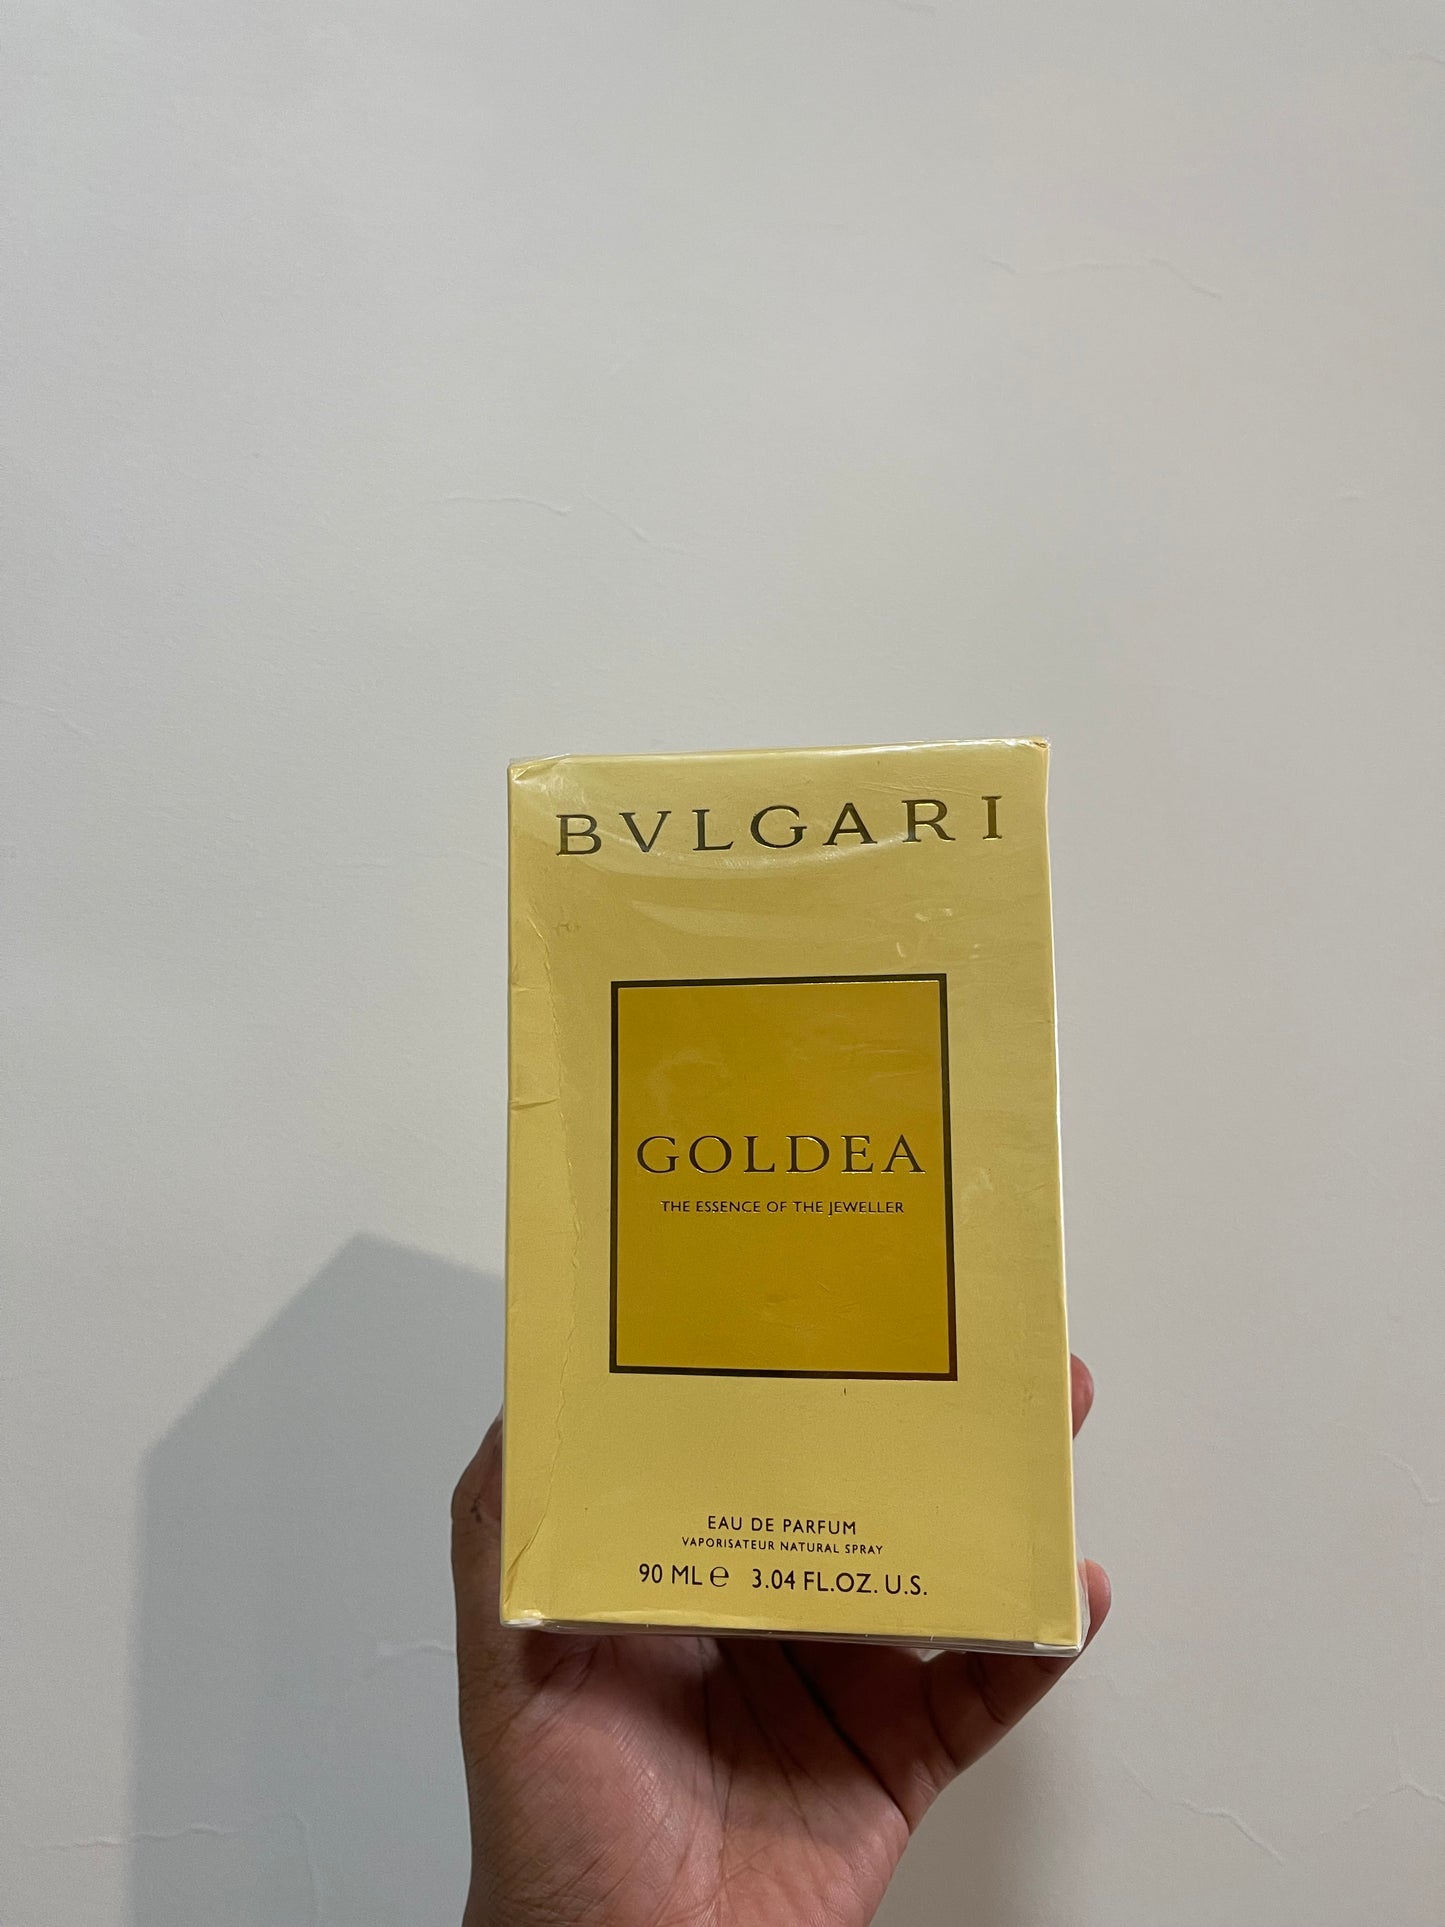 BVLGARI
GOLDEA
THE ESSENCE OF THE JEWELLER
EAU DE PARFUM
VAPORISATEUR NATURAL SPRAY
90 ML ℮ 3.04 FL.OZ. U.S.